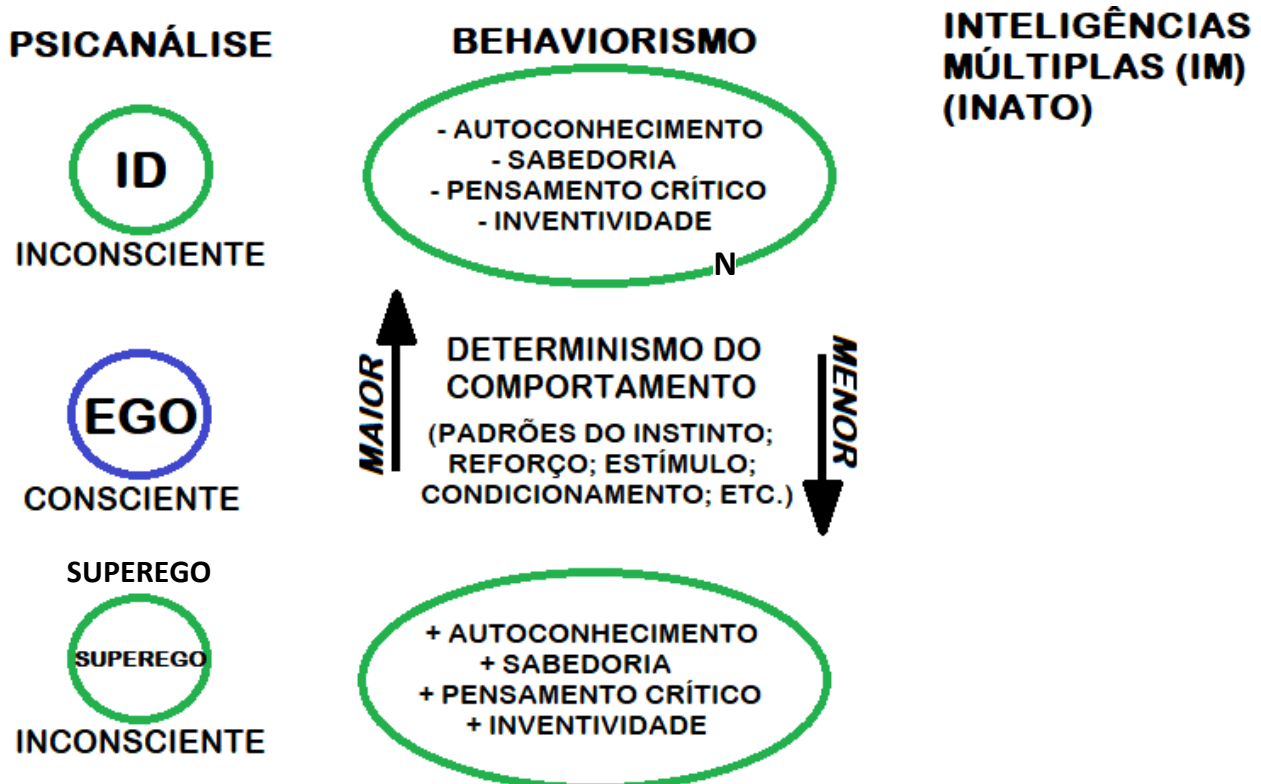 PSICANÁLISE
ID
INCONSCIENTE
EGO
CONSCIENTE
SUPEREGO
SUPEREGO
INCONSCIENTE
BEHAVIORISMO
- AUTOCONHECIMENTO
- SABEDORIA
- PENSAMENTO CRÍTICO
- INVENTIVIDADE
N
MAIOR
DETERMINISMO DO
COMPORTAMENTO
(PADRÕES DO INSTINTO;
REFORÇO; ESTÍMULO;
CONDICIONAMENTO; ETC.)
MENOR
+ AUTOCONHECIMENTO
+ SABEDORIA
+ PENSAMENTO CRÍTICO
+ INVENTIVIDADE
INTELIGÊNCIAS
MÚLTIPLAS (IM)
(INATO)